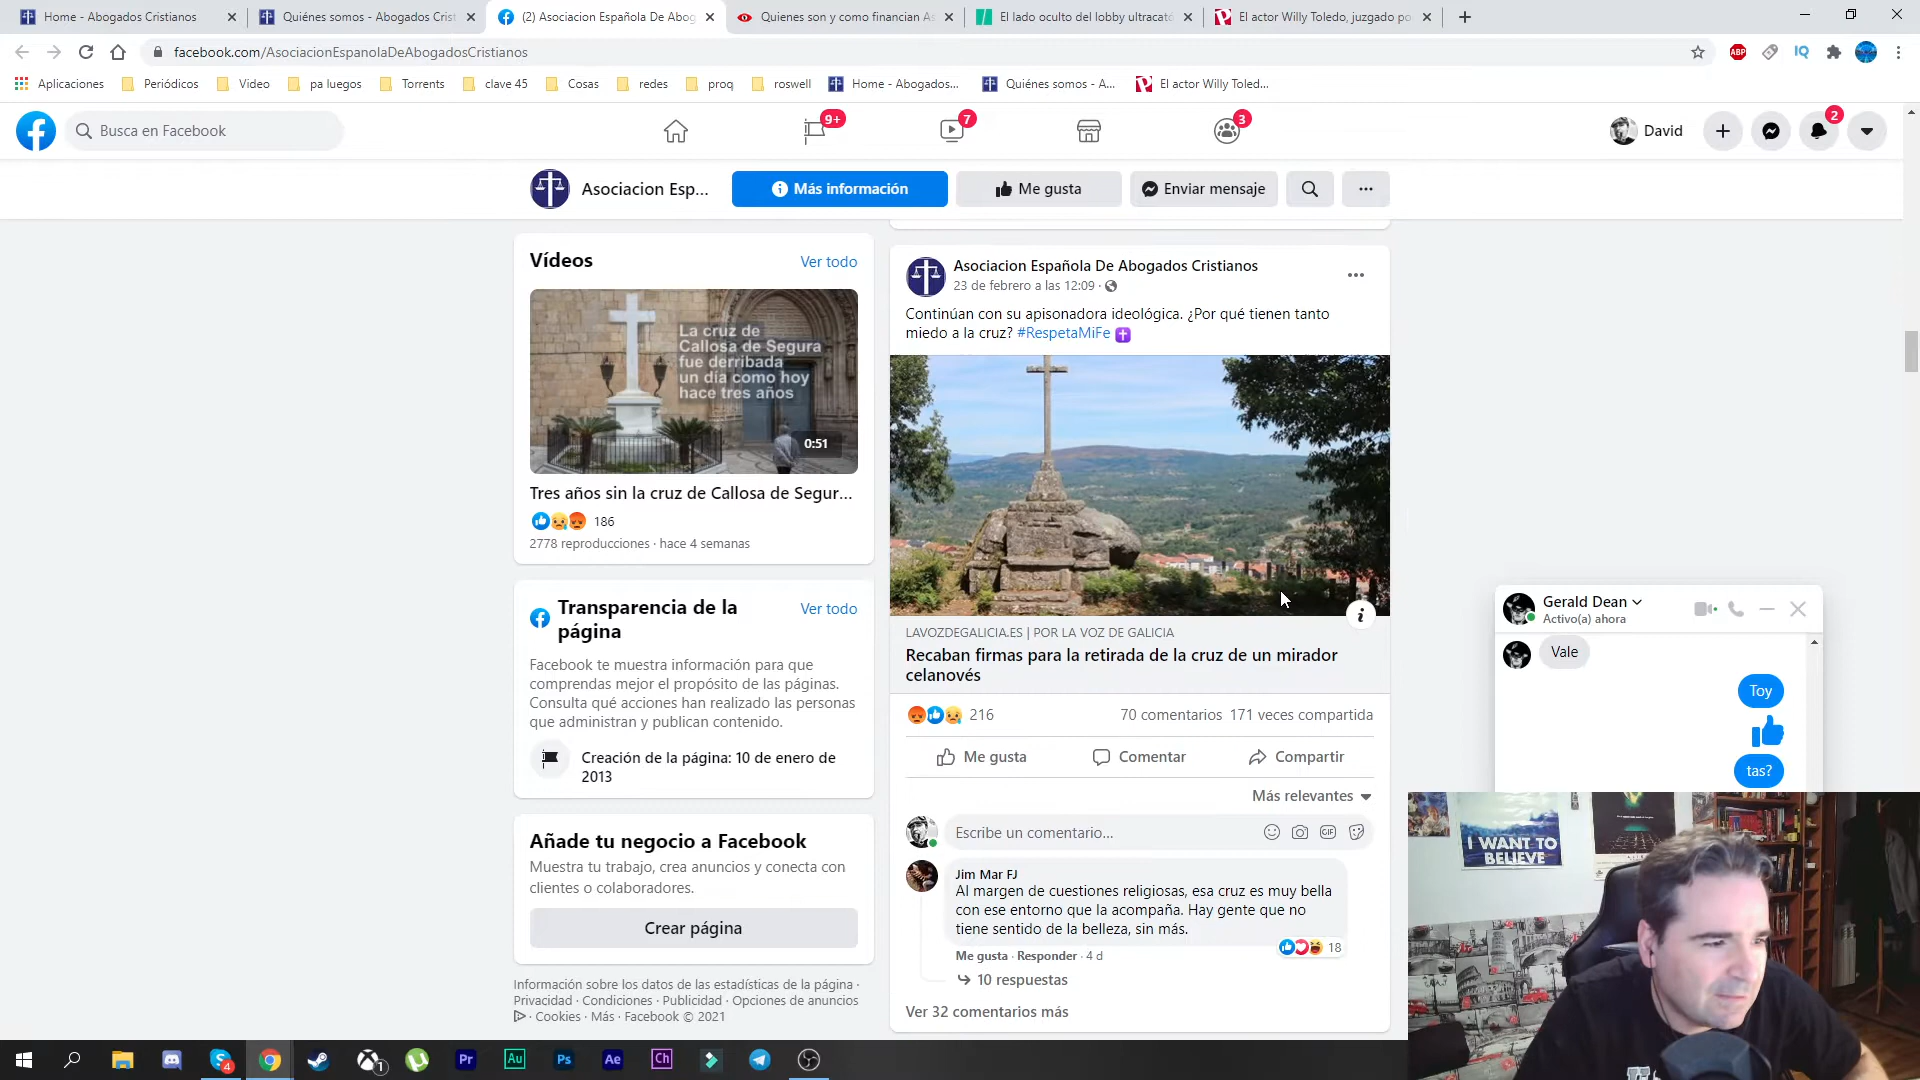 Home - Abogados Cristianos
Quiénes somos - Abogados Crist
(2) Asociacion Española De Abog
Quienes son y como financian As
El lado oculto del lobby ultracató
El actor Willy Toledo, juzgado po
facebook.com/AsociacionEspanolaDeAbogadosCristianos
ABP
IQ
Aplicaciones
Periódicos
Video
pa luegos
Torrents
clave 45
Cosas
redes
proq
roswell
Home - Abogados...
Quiénes somos - A...
El actor Willy Toled...
Busca en Facebook
9+
7
3
David
2
Asociacion Esp...
Más información
Me gusta
Enviar mensaje
Vídeos
Ver todo
La cruz de
Callosa de Segura
fue derribada
un día como hoy
hace tres años
0:51
Tres años sin la cruz de Callosa de Segur...
186
2778 reproducciones · hace 4 semanas
Transparencia de la
página
Ver todo
Facebook te muestra información para que
comprendas mejor el propósito de las páginas.
Consulta qué acciones han realizado las personas
que administran y publican contenido.
Creación de la página: 10 de enero de
2013
Añade tu negocio a Facebook
Muestra tu trabajo, crea anuncios y conecta con
clientes o colaboradores.
Crear página
Información sobre los datos de las estadísticas de la página ·
Privacidad · Condiciones · Publicidad · Opciones de anuncios
· Cookies · Más · Facebook © 2021
Asociacion Española De Abogados Cristianos
23 de febrero a las 12:09 ·
Continúan con su apisonadora ideológica. ¿Por qué tienen tanto
miedo a la cruz? #RespetaMiFe
LAVOZDEGALICIA.ES | POR LA VOZ DE GALICIA
Recaban firmas para la retirada de la cruz de un mirador
celanovés
216
70 comentarios 171 veces compartida
Me gusta
Comentar
Compartir
Más relevantes
Escribe un comentario...
GIF
Jim Mar FJ
Al margen de cuestiones religiosas, esa cruz es muy bella
con ese entorno que la acompaña. Hay gente que no
tiene sentido de la belleza, sin más.
18
Me gusta · Responder · 4 d
10 respuestas
Ver 32 comentarios más
Gerald Dean
Activo(a) ahora
Vale
Toy
tas?
I WANT TO
BELIEVE
4
1
Pr
Au
Ps
Ae
Ch